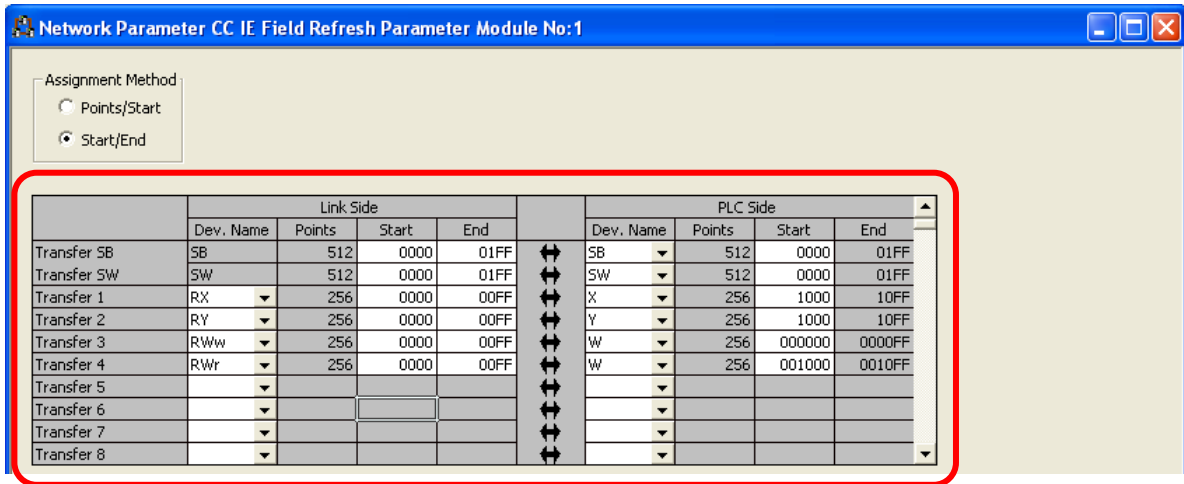 Network Parameter CC IE Field Refresh Parameter Module No:1
Assignment Method
Points/Start
Start/End
Link Side PLC Side
Dev. Name Points Start End Dev. Name Points Start End
Transfer SB SB 512 0000 01FF SB 512 0000 01FF
Transfer SW SW 512 0000 01FF SW 512 0000 01FF
Transfer 1 RX 256 0000 00FF X 256 1000 10FF
Transfer 2 RY 256 0000 00FF Y 256 1000 10FF
Transfer 3 RWw 256 0000 00FF W 256 000000 0000FF
Transfer 4 RWr 256 0000 00FF W 256 001000 0010FF
Transfer 5
Transfer 6
Transfer 7
Transfer 8